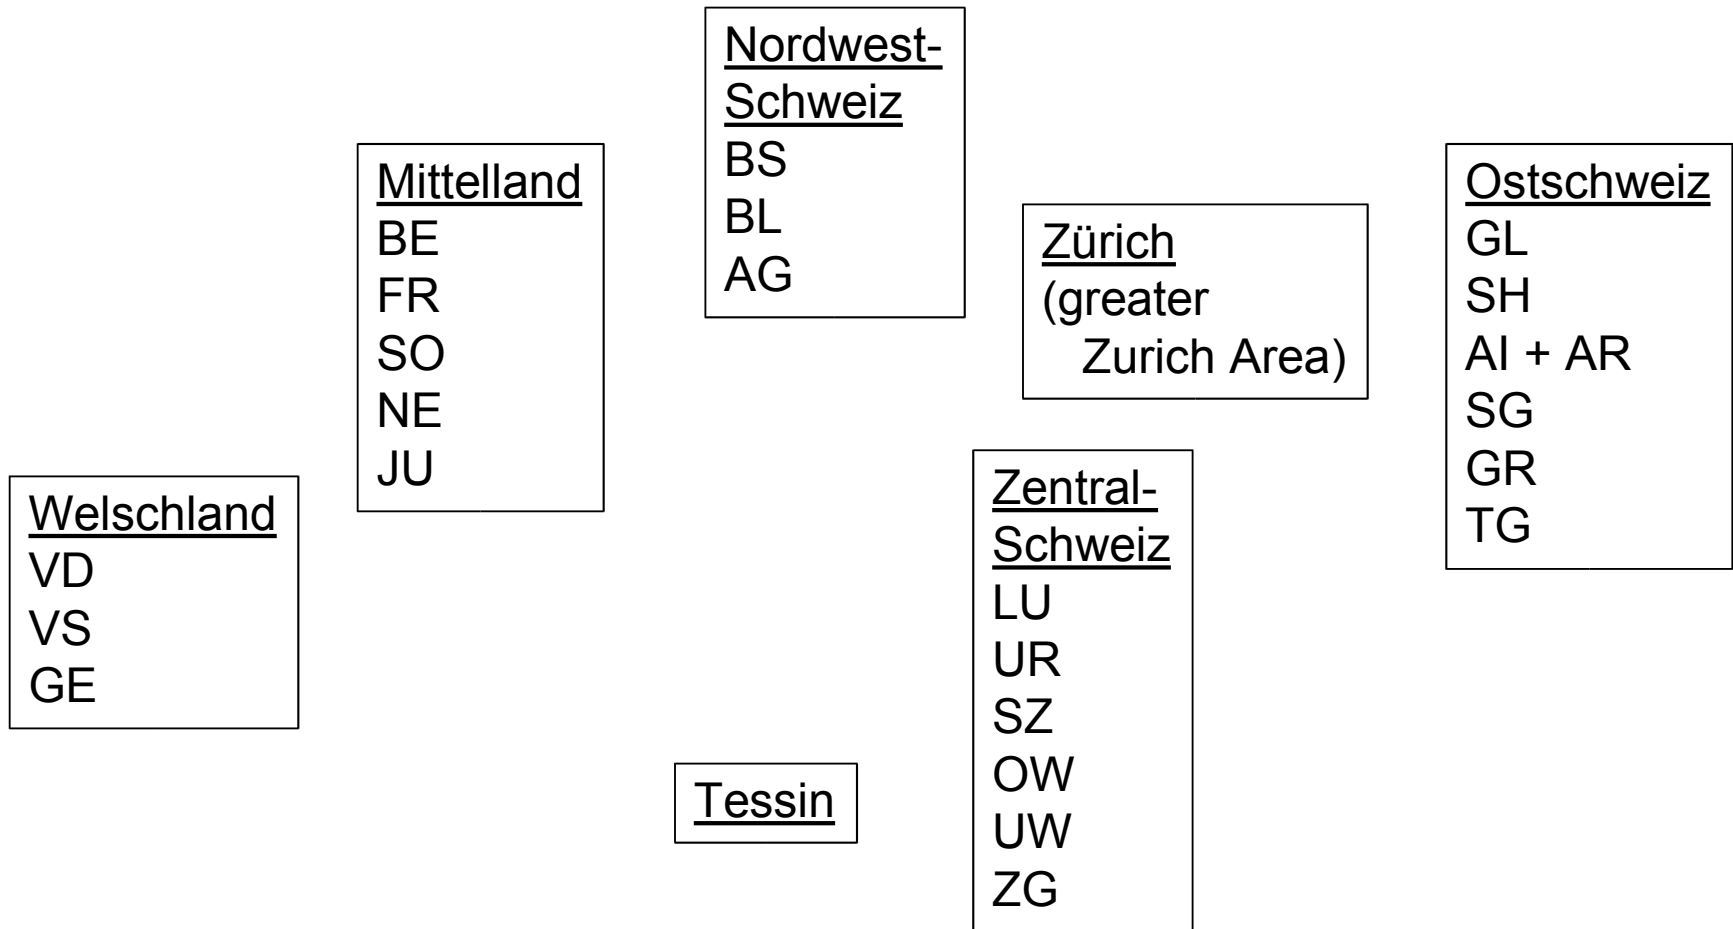 Nordwest-
Schweiz
BS
BL
AG
Mittelland
BE
FR
SO
NE
JU
Ostschweiz
GL
SH
AI + AR
SG
GR
TG
Zürich
(greater
Zurich Area)
Zentral-
Schweiz
LU
UR
SZ
OW
UW
ZG
Welschland
VD
VS
GE
Tessin